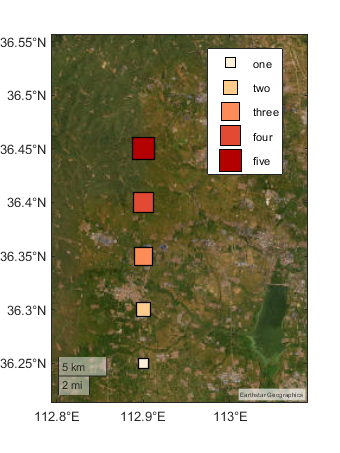 36.55°N
36.5°N
36.45°N
36.4°N
36.35°N
36.3°N
36.25°N
one
two
three
four
five
5 km
2 mi
Earthstar Geographics
112.8°E
112.9°E
113°E